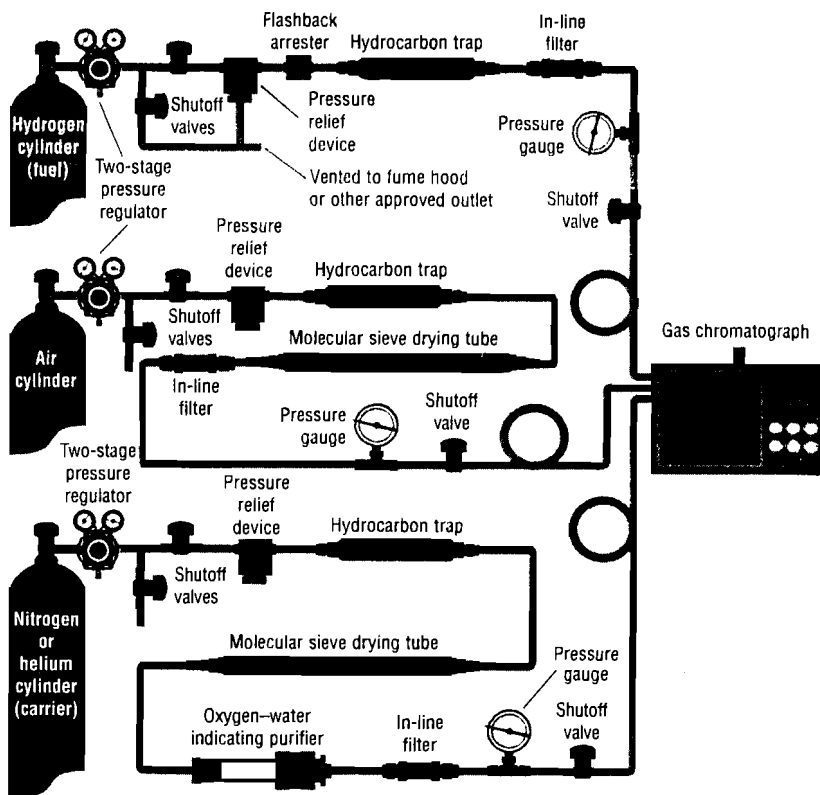 Flashback
arrester
Hydrocarbon trap
In-line
filter
Hydrogen
cylinder
(fuel)
Shutoff
valves
Pressure
relief
device
Pressure
gauge
Two-stage
pressure
regulator
Vented to fume hood
or other approved outlet
Shutoff
valve
Pressure
relief
device
Hydrocarbon trap
Air
cylinder
Shutoff
valves
Molecular sieve drying tube
Gas chromatograph
In-line
filter
Pressure
gauge
Shutoff
valve
Two-stage
pressure
regulator
Pressure
relief
device
Hydrocarbon trap
Shutoff
valves
Nitrogen
or
helium
cylinder
(carrier)
Molecular sieve drying tube
Pressure
gauge
Oxygen–water
indicating purifier
In-line
filter
Shutoff
valve